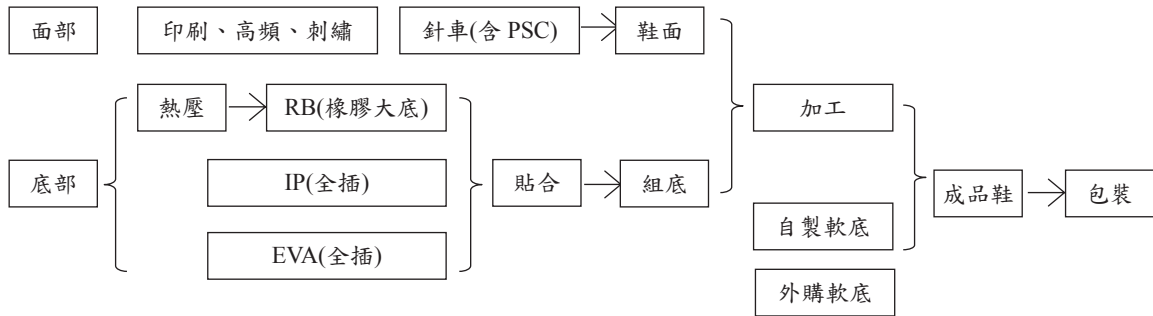 面部
印刷、高頻、刺繡
針車(含 PSC)
鞋面
熱壓
RB(橡膠大底)
加工
底部
IP(全插)
貼合
組底
成品鞋
包裝
EVA(全插)
自製軟底
外購軟底